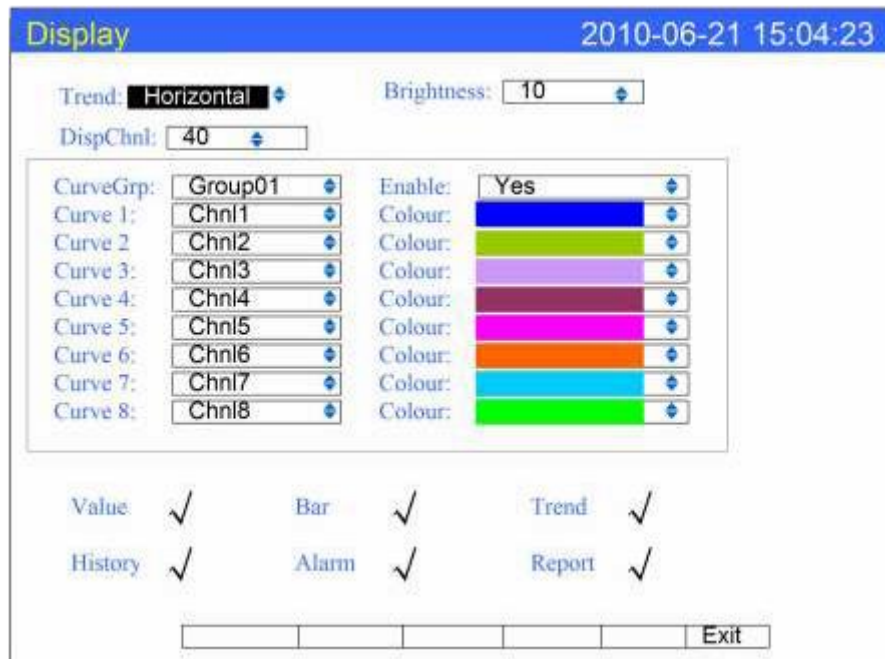 Display 2010-06-21 15:04:23
Trend: Horizontal Brightness: 10
DispChnl: 40
CurveGrp: Group01 Enable: Yes
Curve 1: Chnl1 Colour:
Curve 2 Chnl2 Colour:
Curve 3: Chnl3 Colour:
Curve 4: Chnl4 Colour:
Curve 5: Chnl5 Colour:
Curve 6: Chnl6 Colour:
Curve 7: Chnl7 Colour:
Curve 8: Chnl8 Colour:
Value Bar Trend
History Alarm Report
Exit